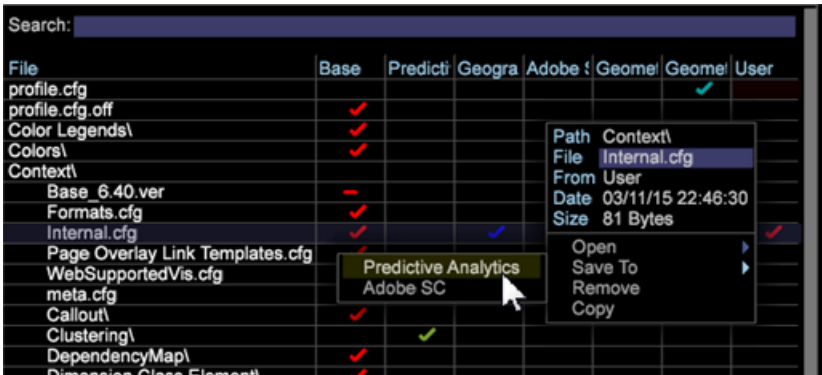 Search:
File Base Predicti Geogra Adobe S Geomet Geomet User
profile.cfg
profile.cfg.off
Color Legends\
Colors\
Context\
Base_6.40.ver
Formats.cfg
Internal.cfg
Page Overlay Link Templates.cfg
WebSupportedVis.cfg
meta.cfg
Callout\
Clustering\
DependencyMap\
Dimension Class Element\
Path Context\
File Internal.cfg
From User
Date 03/11/15 22:46:30
Size 81 Bytes
Open
Save To
Remove
Copy
Predictive Analytics
Adobe SC